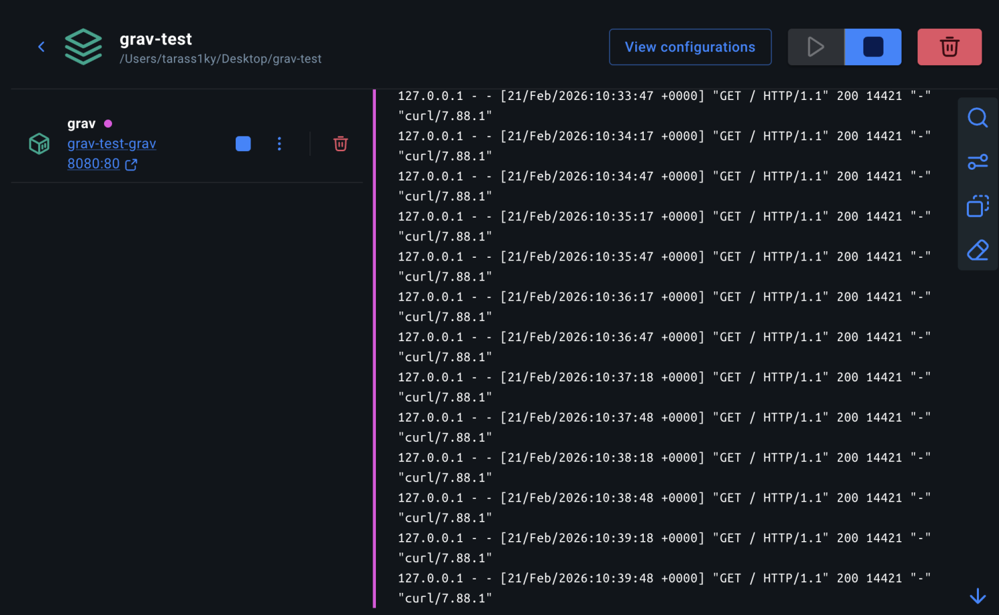 grav-test
/Users/tarass1ky/Desktop/grav-test
View configurations
grav
grav-test-grav
8080:80
127.0.0.1 - - [21/Feb/2026:10:33:47 +0000] "GET / HTTP/1.1" 200 14421 "-"
"curl/7.88.1"
127.0.0.1 - - [21/Feb/2026:10:34:17 +0000] "GET / HTTP/1.1" 200 14421 "-"
"curl/7.88.1"
127.0.0.1 - - [21/Feb/2026:10:34:47 +0000] "GET / HTTP/1.1" 200 14421 "-"
"curl/7.88.1"
127.0.0.1 - - [21/Feb/2026:10:35:17 +0000] "GET / HTTP/1.1" 200 14421 "-"
"curl/7.88.1"
127.0.0.1 - - [21/Feb/2026:10:35:47 +0000] "GET / HTTP/1.1" 200 14421 "-"
"curl/7.88.1"
127.0.0.1 - - [21/Feb/2026:10:36:17 +0000] "GET / HTTP/1.1" 200 14421 "-"
"curl/7.88.1"
127.0.0.1 - - [21/Feb/2026:10:36:47 +0000] "GET / HTTP/1.1" 200 14421 "-"
"curl/7.88.1"
127.0.0.1 - - [21/Feb/2026:10:37:18 +0000] "GET / HTTP/1.1" 200 14421 "-"
"curl/7.88.1"
127.0.0.1 - - [21/Feb/2026:10:37:48 +0000] "GET / HTTP/1.1" 200 14421 "-"
"curl/7.88.1"
127.0.0.1 - - [21/Feb/2026:10:38:18 +0000] "GET / HTTP/1.1" 200 14421 "-"
"curl/7.88.1"
127.0.0.1 - - [21/Feb/2026:10:38:48 +0000] "GET / HTTP/1.1" 200 14421 "-"
"curl/7.88.1"
127.0.0.1 - - [21/Feb/2026:10:39:18 +0000] "GET / HTTP/1.1" 200 14421 "-"
"curl/7.88.1"
127.0.0.1 - - [21/Feb/2026:10:39:48 +0000] "GET / HTTP/1.1" 200 14421 "-"
"curl/7.88.1"